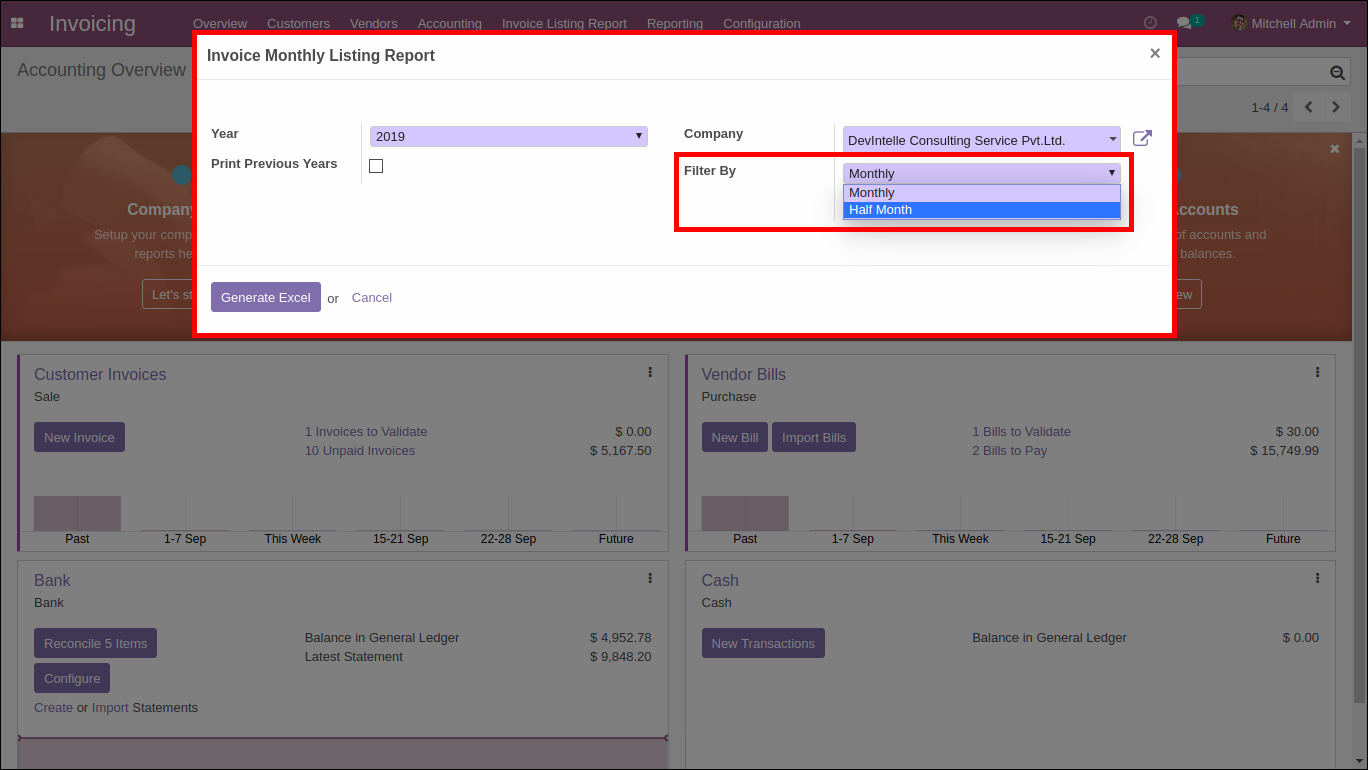 Invoicing
Overview Customers Vendors Accounting Invoice Listing Report Reporting Configuration
1 Mitchell Admin
Accounting Overview
1-4 / 4
Invoice Monthly Listing Report
×
Year 2019
Print Previous Years
Company DevIntelle Consulting Service Pvt.Ltd.
Filter By Monthly
Monthly
Half Month
Generate Excel or Cancel
Company
Setup your comp
reports he
Let's st
ccounts
of accounts and
balances.
ew
Customer Invoices
Sale
New Invoice
1 Invoices to Validate $ 0.00
10 Unpaid Invoices $ 5,167.50
Past 1-7 Sep This Week 15-21 Sep 22-28 Sep Future
Vendor Bills
Purchase
New Bill Import Bills
1 Bills to Validate $ 30.00
2 Bills to Pay $ 15,749.99
Past 1-7 Sep This Week 15-21 Sep 22-28 Sep Future
Bank
Bank
Reconcile 5 Items
Configure
Create or Import Statements
Balance in General Ledger $ 4,952.78
Latest Statement $ 9,848.20
Cash
Cash
New Transactions
Balance in General Ledger $ 0.00